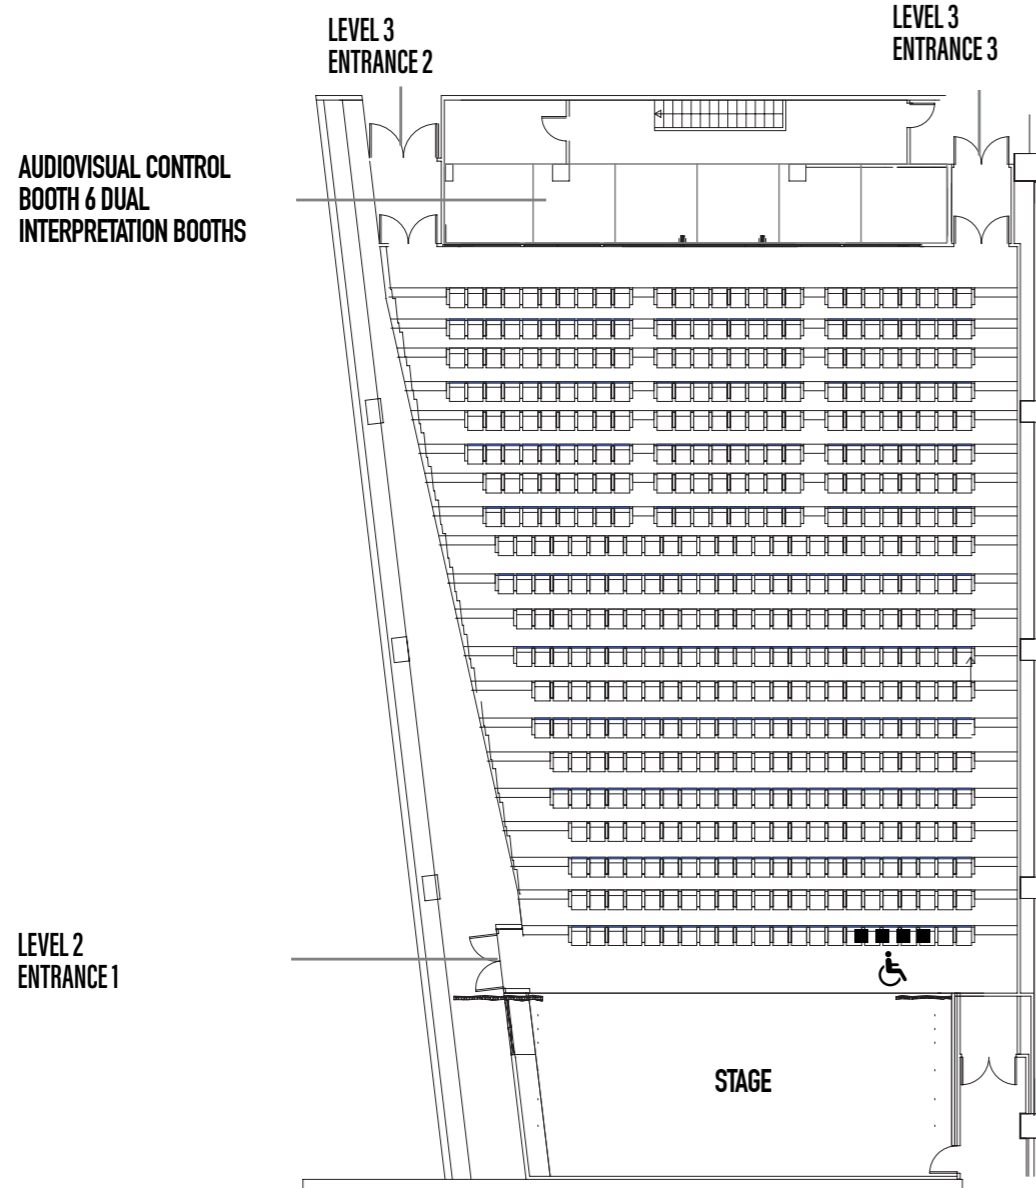 LEVEL 3
ENTRANCE 2
LEVEL 3
ENTRANCE 3
AUDIOVISUAL CONTROL
BOOTH 6 DUAL
INTERPRETATION BOOTHS
LEVEL 2
ENTRANCE 1
STAGE